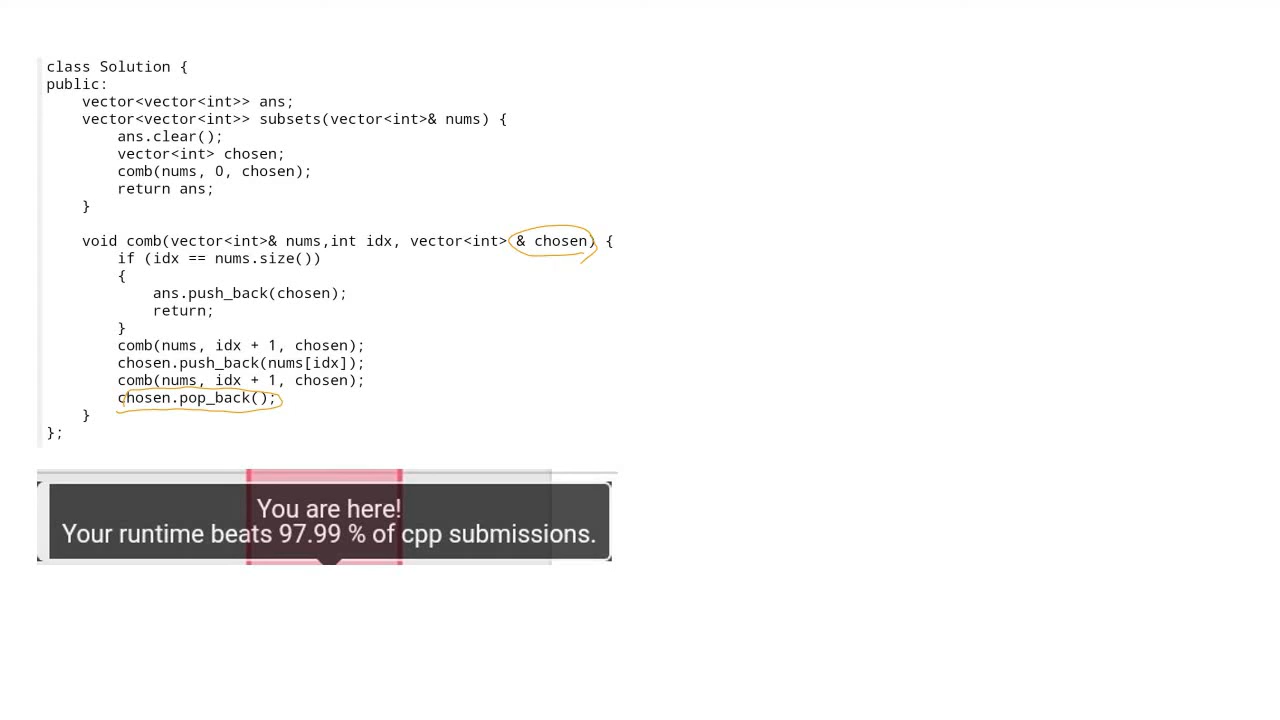 class Solution {
public:
    vector<vector<int>> ans;
    vector<vector<int>> subsets(vector<int>& nums) {
        ans.clear();
        vector<int> chosen;
        comb(nums, 0, chosen);
        return ans;
    }

    void comb(vector<int>& nums,int idx, vector<int> & chosen) {
        if (idx == nums.size())
        {
            ans.push_back(chosen);
            return;
        }
        comb(nums, idx + 1, chosen);
        chosen.push_back(nums[idx]);
        comb(nums, idx + 1, chosen);
        chosen.pop_back();
    }
};
You are here!
Your runtime beats 97.99 % of cpp submissions.